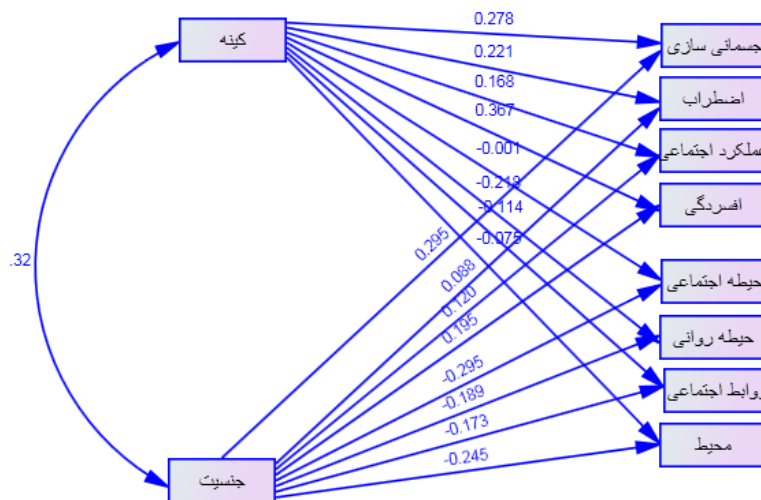 0.278
کینه
جسمانی سازی
0.221
0.168
اضطراب
0.367
-0.001
عملکرد اجتماعی
-0.218
-0.114
افسردگی
-0.075
0.295
.32
0.088
حیطه اجتماعی
0.120
0.195
حیطه روانی
-0.295
-0.189
روابط اجتماعی
-0.173
محیط
-0.245
جنسیت